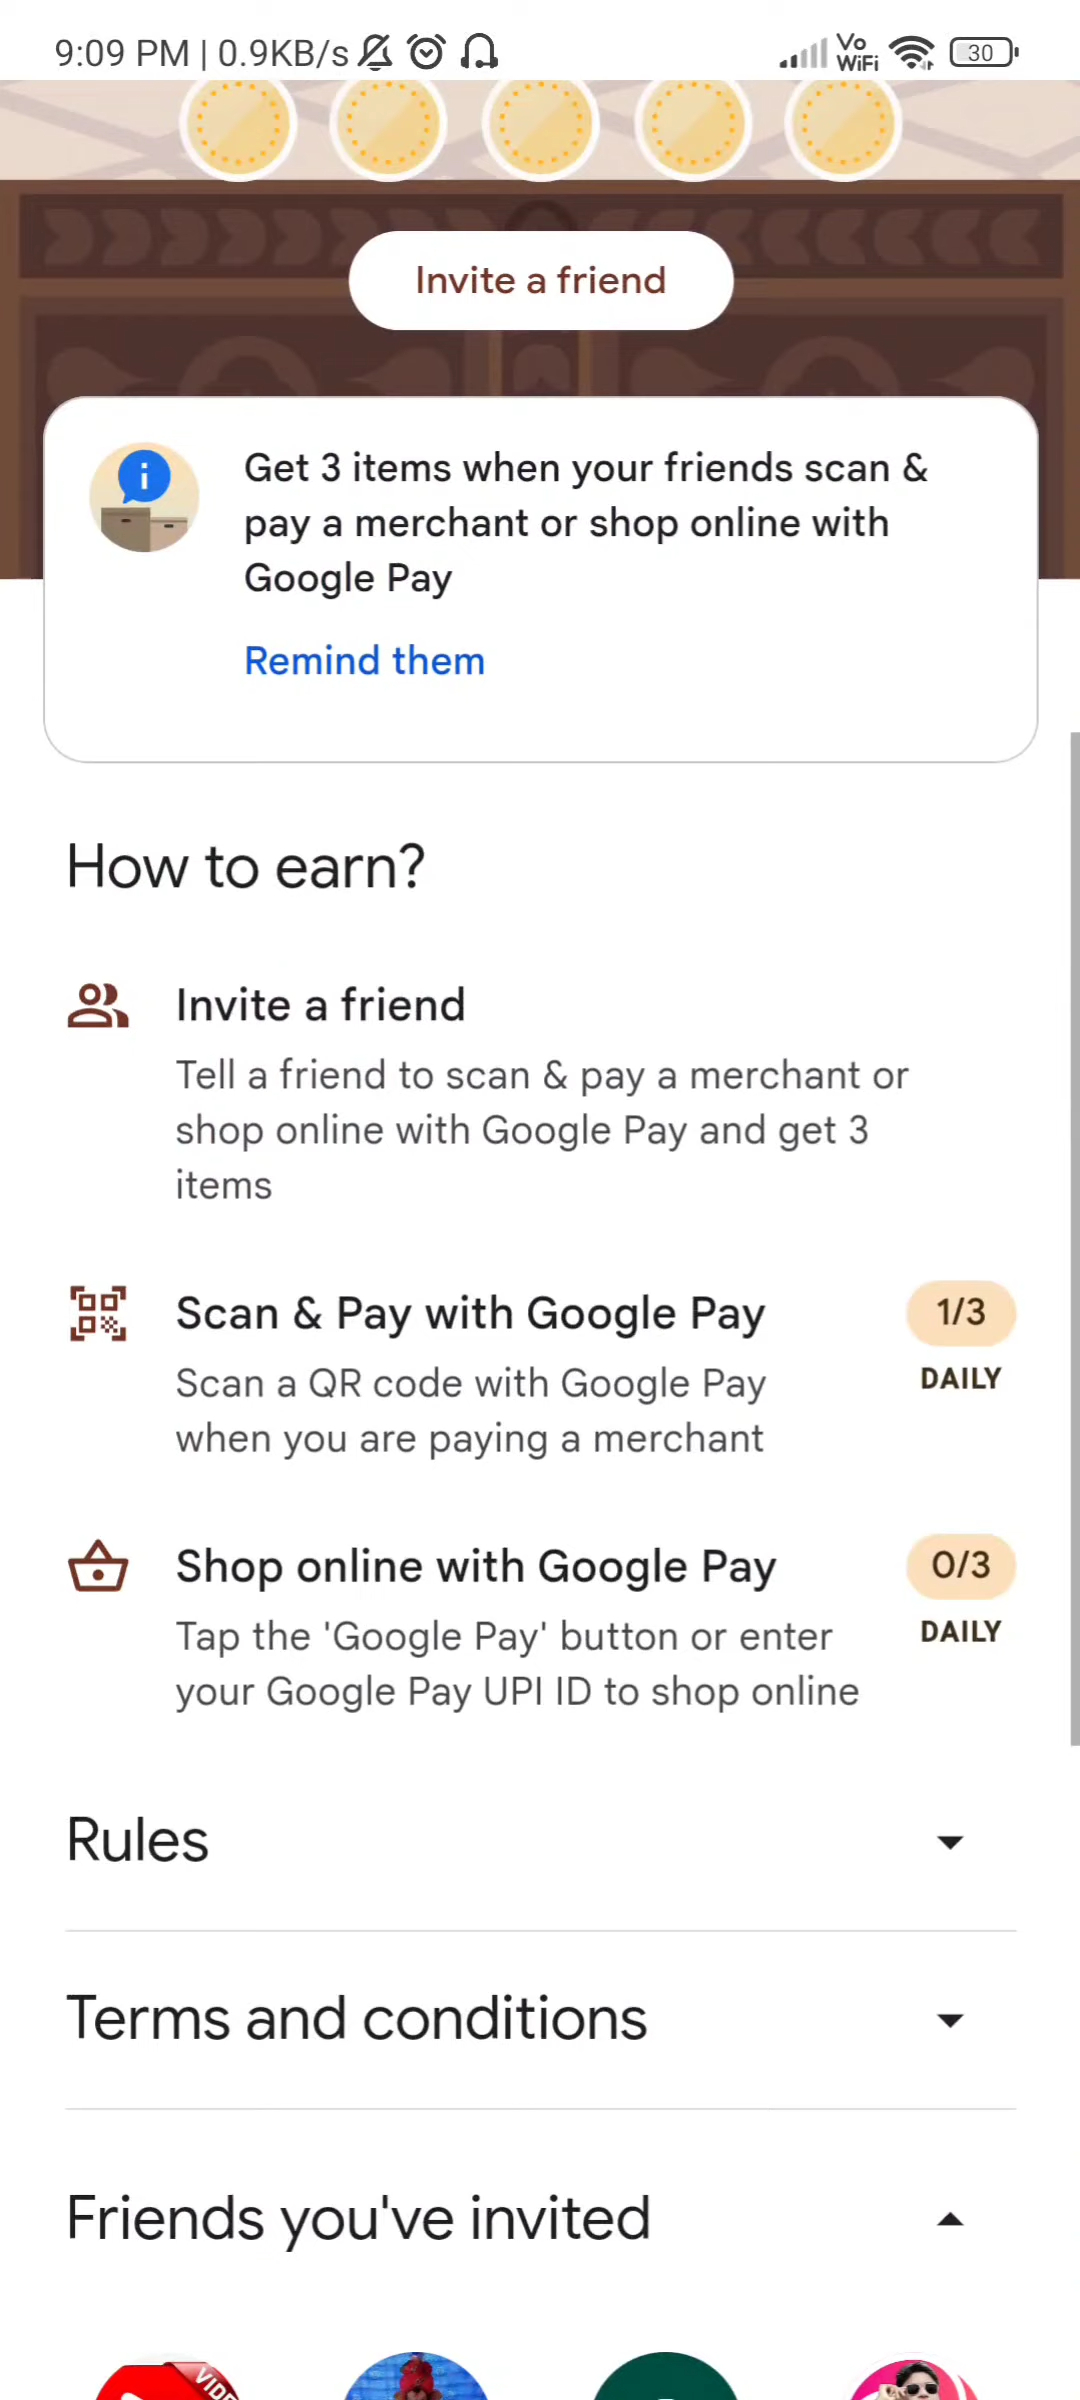 9:09 PM | 0.9KB/s
Vo
WiFi
30
Invite a friend
Get 3 items when your friends scan &
pay a merchant or shop online with
Google Pay
Remind them
How to earn?
Invite a friend
Tell a friend to scan & pay a merchant or
shop online with Google Pay and get 3
items
Scan & Pay with Google Pay
1/3
DAILY
Scan a QR code with Google Pay
when you are paying a merchant
Shop online with Google Pay
0/3
DAILY
Tap the 'Google Pay' button or enter
your Google Pay UPI ID to shop online
Rules
Terms and conditions
Friends you've invited